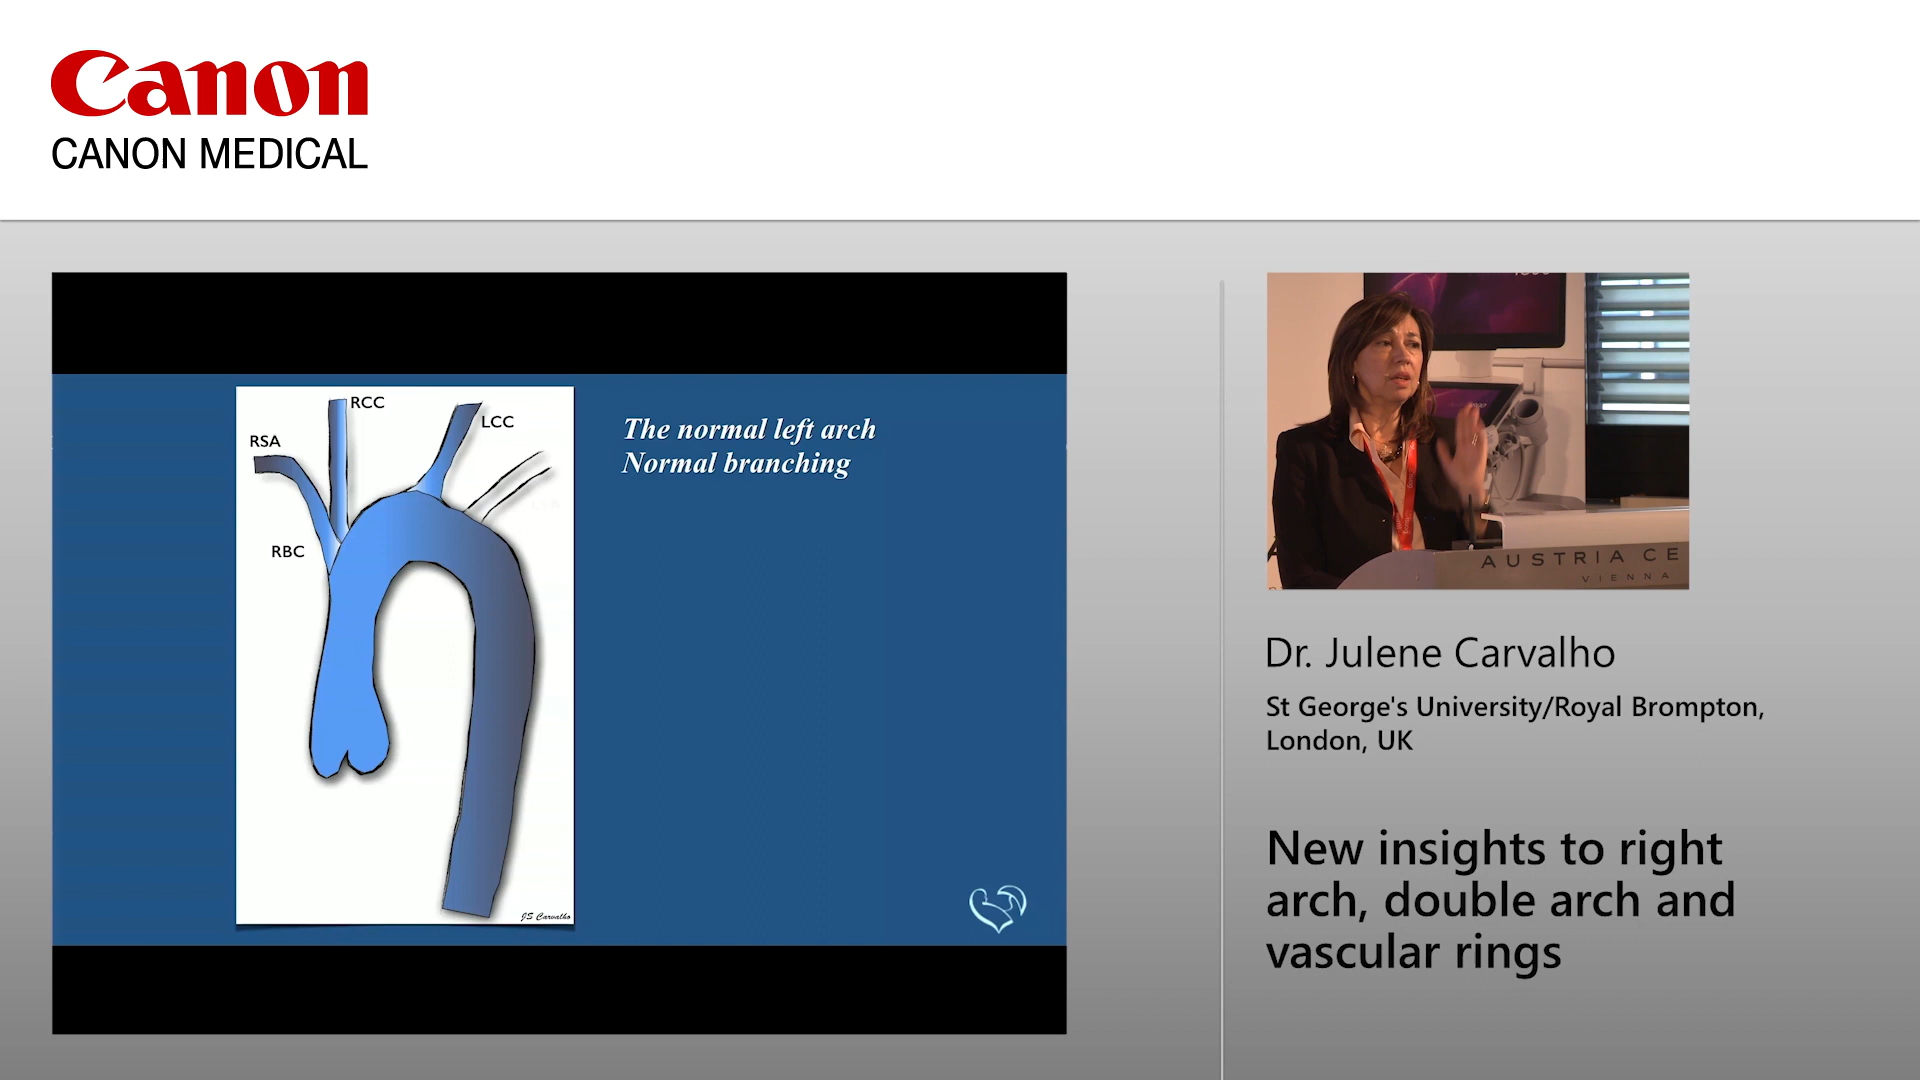 Canon
CANON MEDICAL
RCC
LCC
RSA
RBC
The normal left arch
Normal branching
JS Carvalho
AUSTRIA CE
VIENNA
Dr. Julene Carvalho
St George's University/Royal Brompton,
London, UK
New insights to right
arch, double arch and
vascular rings